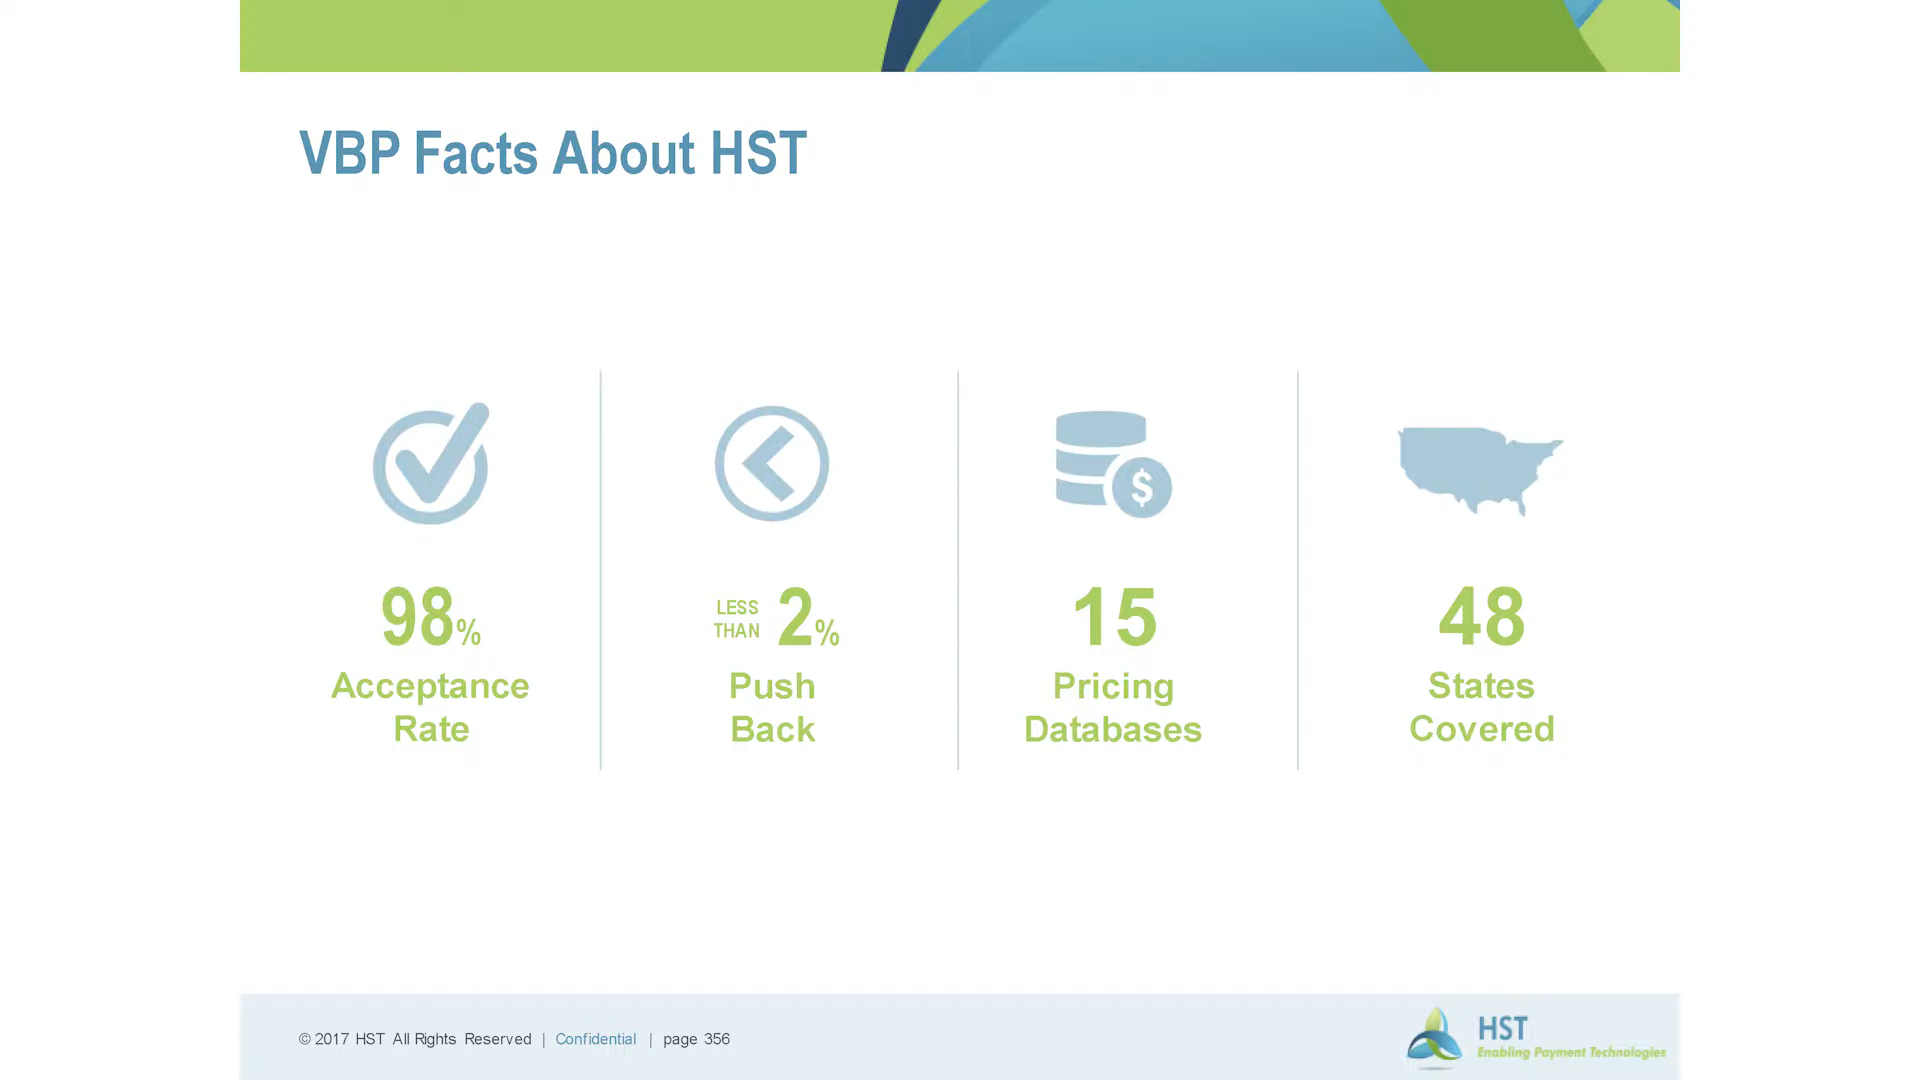 VBP Facts About HST
98%
Acceptance
Rate
LESS
THAN
2%
Push
Back
$
15
Pricing
Databases
48
States
Covered
© 2017 HST All Rights Reserved | Confidential | page 356
HST
Enabling Payment Technologies